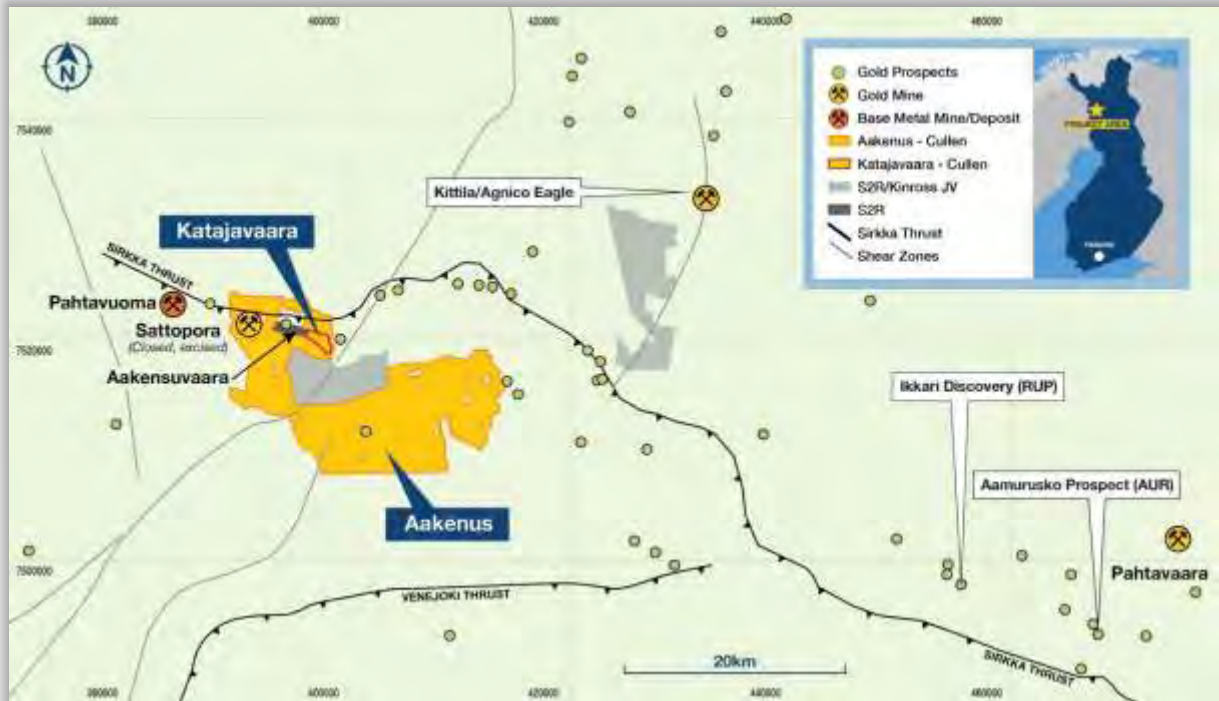 380000 400000 420000 440000 460000
N
Gold Prospects
Gold Mine
Base Metal Mine/Deposit
Aakenus - Cullen
Katajavaara - Cullen
S2R/Kinross JV
S2R
Sirkka Thrust
Shear Zones
PROJECT AREA
7540000
Kittila/Agnico Eagle
Katajavaara
SIRKKA THRUST
Pahtavuoma
Sattopora
(Closed, excised)
7520000
Aakensuvaara
Ikkari Discovery (RUP)
Aamurusko Prospect (AUR)
Aakenus
7500000
Pahtavaara
VENEJOKI THRUST
20km
SIRKKA THRUST
380000 400000 420000 440000 460000